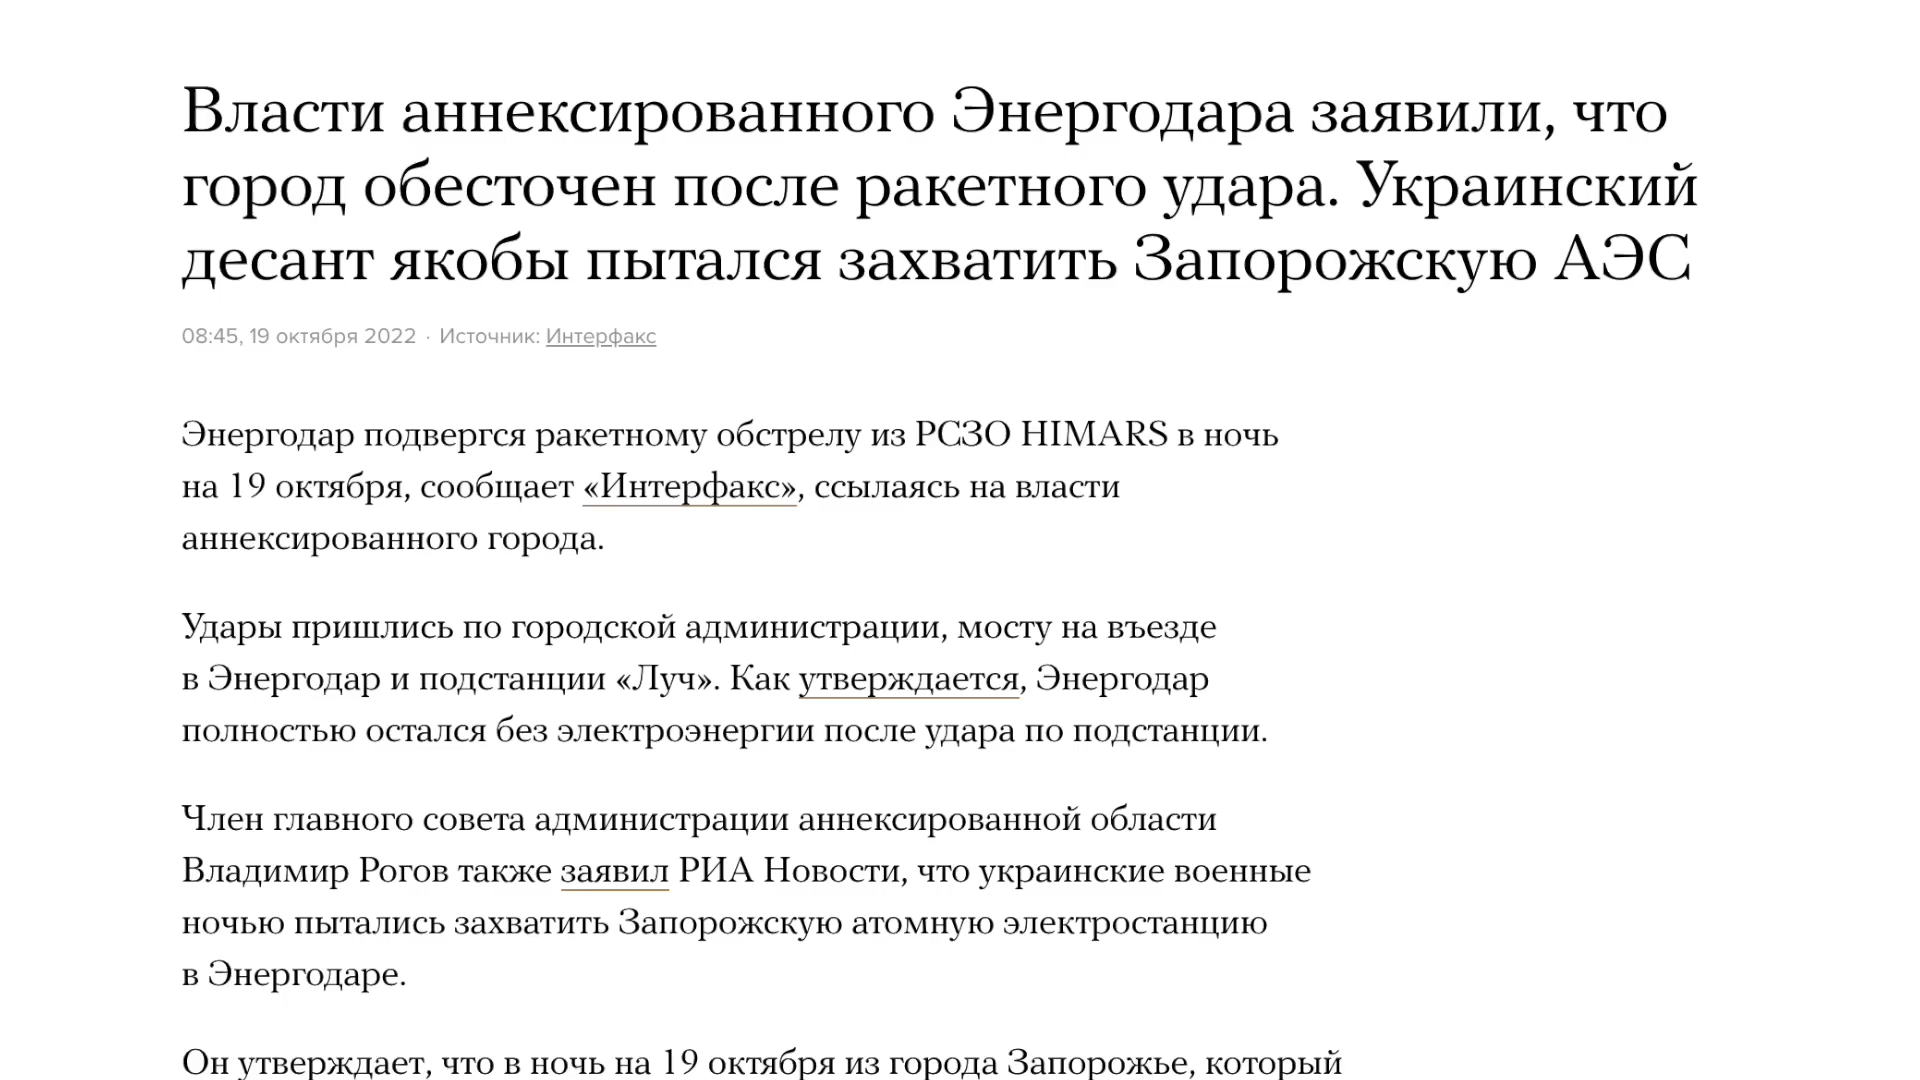 Власти аннексированного Энергодара заявили, что
город обесточен после ракетного удара. Украинский
десант якобы пытался захватить Запорожскую АЭС
08:45, 19 октября 2022 · Источник: Интерфакс
Энергодар подвергся ракетному обстрелу из РСЗО HIMARS в ночь
на 19 октября, сообщает «Интерфакс», ссылаясь на власти
аннексированного города.
Удары пришлись по городской администрации, мосту на въезде
в Энергодар и подстанции «Луч». Как утверждается, Энергодар
полностью остался без электроэнергии после удара по подстанции.
Член главного совета администрации аннексированной области
Владимир Рогов также заявил РИА Новости, что украинские военные
ночью пытались захватить Запорожскую атомную электростанцию
в Энергодаре.
Он утверждает, что в ночь на 19 октября из города Запорожье, который